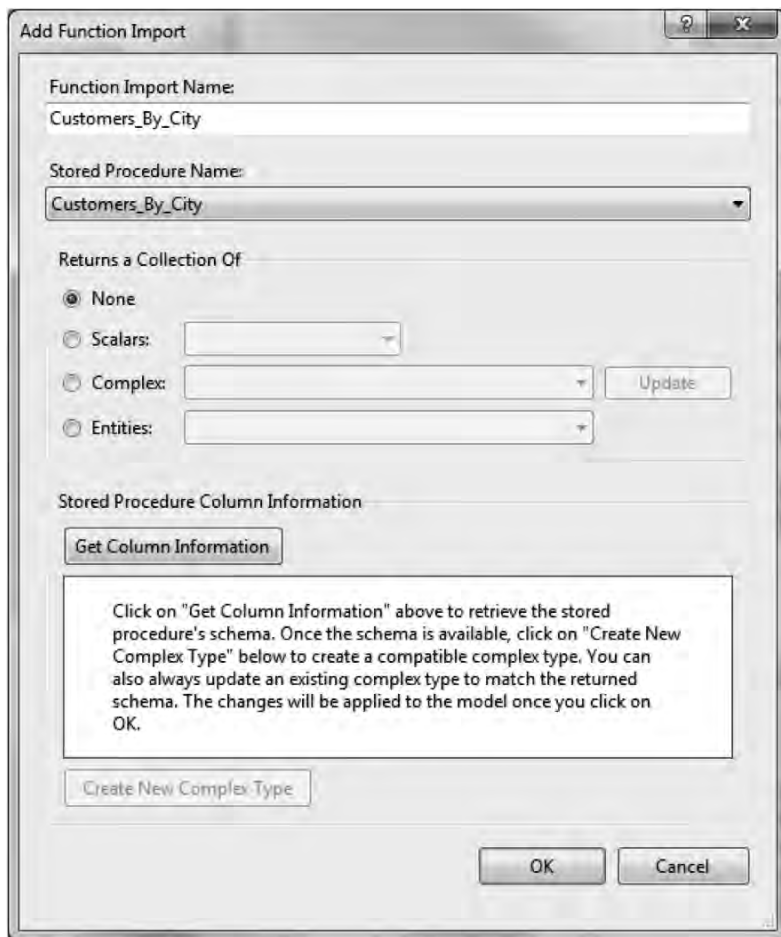 Add Function Import
?
Function Import Name:
Customers_By_City
Stored Procedure Name:
Customers_By_City
Returns a Collection Of
None
Scalars:
Complex:
Update
Entities:
Stored Procedure Column Information
Get Column Information
Click on "Get Column Information" above to retrieve the stored
procedure's schema. Once the schema is available, click on "Create New
Complex Type" below to create a compatible complex type. You can
also always update an existing complex type to match the returned
schema. The changes will be applied to the model once you click on
OK.
Create New Complex Type
OK
Cancel